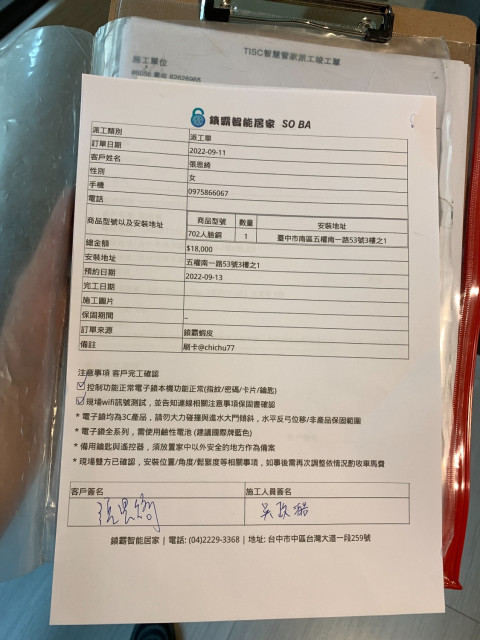 TISC智慧管家派工竣工單
施工單位
鎖霸智能居家 SO BA
派工類別 派工單
訂單日期 2022-09-11
客戶姓名 張恩綺
性別 女
手機 0975866067
電話
商品型號以及安裝地址 商品型號 數量 安裝地址
702人臉鎖 1 臺中市南區五權南一路53號3樓之1
總金額 $18,000
安裝地址 五權南一路53號3樓之1
預約日期 2022-09-13
完工日期
施工圖片
保固期間 _
訂單來源 鎖霸蝦皮
備註 刷卡@chichu77
注意事項 客戶完工確認
控制功能正常電子鎖本機功能正常(指紋/密碼/卡片/鑰匙)
現場wifi訊號測試，並告知連線相關注意事項保固書確認
* 電子鎖均為3C產品，請勿大力碰撞與進水大門傾斜，水平反弓位移/非產品保固範圍
* 電子鎖全系列，需使用鹼性電池 (建議國際牌藍色)
* 備用鑰匙與遙控器，須放置家中以外安全的地方作為備案
* 現場雙方已確認，安裝位置/角度/鬆緊度等相關事項，如事後需再次調整依情況酌收車馬費
客戶簽名 施工人員簽名
張恩綺
鎖霸智能居家 | 電話: (04)2229-3368 | 地址: 台中市中區台灣大道一段259號